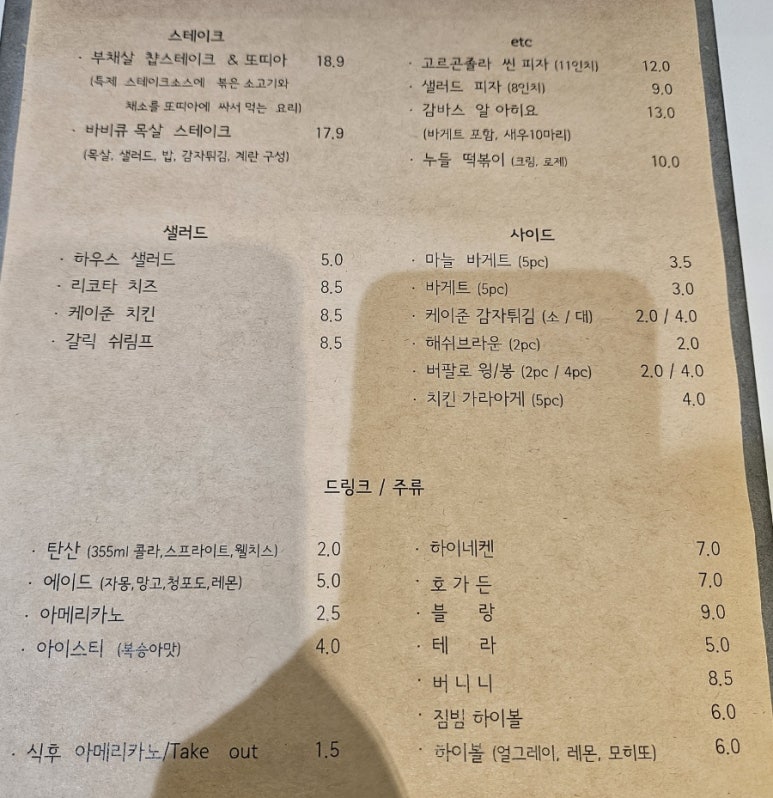 스테이크
· 부채살 찹스테이크 & 또띠아 18.9
(특제 스테이크소스에 볶은 소고기와
채소를 또띠아에 싸서 먹는 요리)
· 바비큐 목살 스테이크 17.9
(목살, 샐러드, 밥, 감자튀김, 계란 구성)
etc
· 고르곤졸라 씬 피자 (11인치) 12.0
· 샐러드 피자 (8인치) 9.0
· 감바스 알 아히요 13.0
(바게트 포함, 새우10마리)
· 누들 떡볶이 (크림, 로제) 10.0
샐러드
· 하우스 샐러드 5.0
· 리코타 치즈 8.5
· 케이준 치킨 8.5
· 갈릭 쉬림프 8.5
사이드
· 마늘 바게트 (5pc) 3.5
· 바게트 (5pc) 3.0
· 케이준 감자튀김 (소 / 대) 2.0 / 4.0
· 해쉬브라운 (2pc) 2.0
· 버팔로 윙/봉 (2pc / 4pc) 2.0 / 4.0
· 치킨 가라아게 (5pc) 4.0
드링크 / 주류
· 탄산 (355ml 콜라,스프라이트,웰치스) 2.0
· 에이드 (자몽,망고,청포도,레몬) 5.0
· 아메리카노 2.5
· 아이스티 (복숭아맛) 4.0
· 식후 아메리카노/Take out 1.5
· 하이네켄 7.0
· 호가든 7.0
· 블 랑 9.0
· 테 라 5.0
· 버니니 8.5
· 짐빔 하이볼 6.0
· 하이볼 (얼그레이, 레몬, 모히또) 6.0